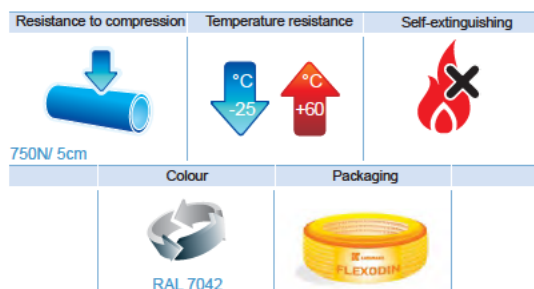 Resistance to compression
Temperature resistance
Self-extinguishing
°C
-25
°C
+60
750N/ 5cm
Colour
Packaging
FLEXODIN
RAL 7042